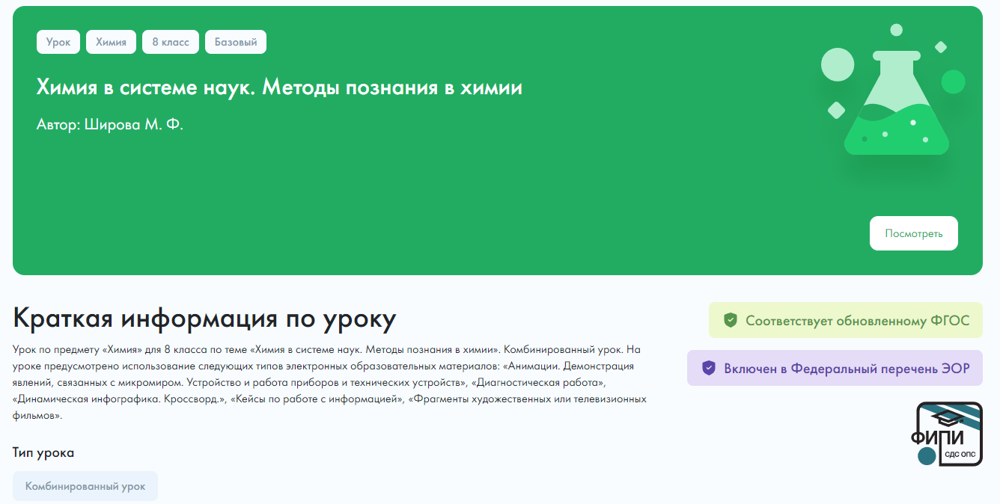 Урок Химия 8 класс Базовый
Химия в системе наук. Методы познания в химии
Автор: Широва М. Ф.
Посмотреть
Краткая информация по уроку
Урок по предмету «Химия» для 8 класса по теме «Химия в системе наук. Методы познания в химии». Комбинированный урок. На
уроке предусмотрено использование следующих типов электронных образовательных материалов: «Анимации. Демонстрация
явлений, связанных с микромиром. Устройство и работа приборов и технических устройств», «Диагностическая работа»,
«Динамическая инфографика. Кроссворд.», «Кейсы по работе с информацией», «Фрагменты художественных или телевизионных
фильмов».
Тип урока
Комбинированный урок
Соответствует обновленному ФГОС
Включен в Федеральный перечень ЭОР
ФИПИ
СДС ОПС